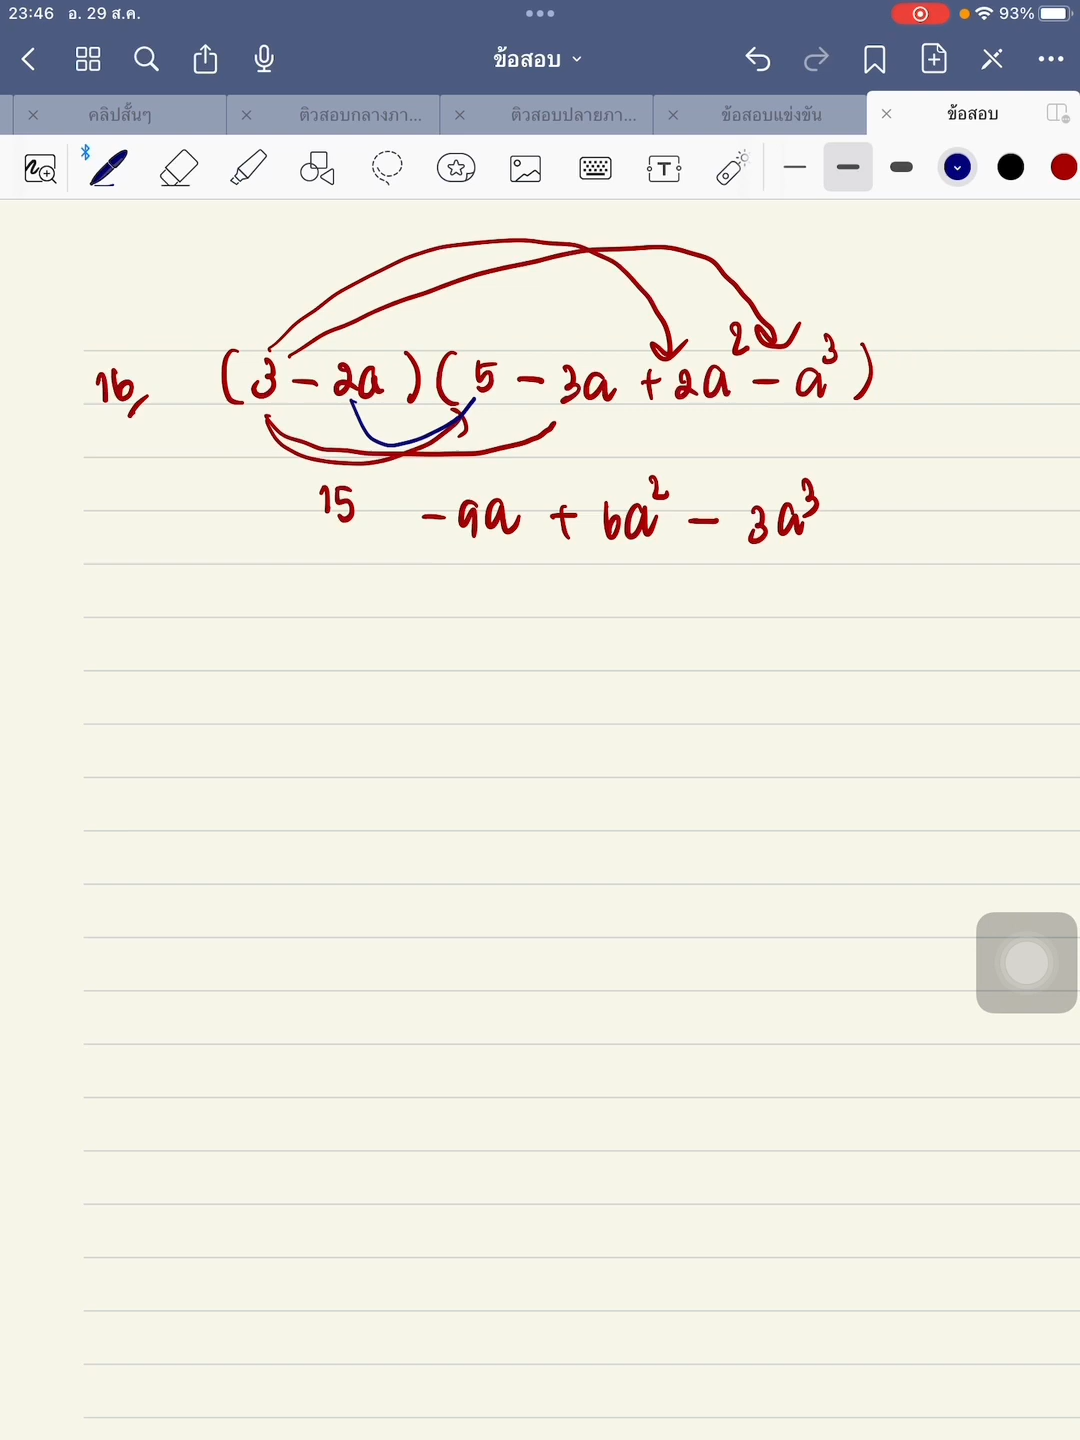 23:46 อ. 29 ส.ค. 93%
ข้อสอบ
คลิปสั้นๆ ติวสอบกลางภา... ติวสอบปลายภา... ข้อสอบแข่งขัน ข้อสอบ
16, (3 - 2a)(5 - 3a + 2a² - a³)
15 - 9a + 6a² - 3a³